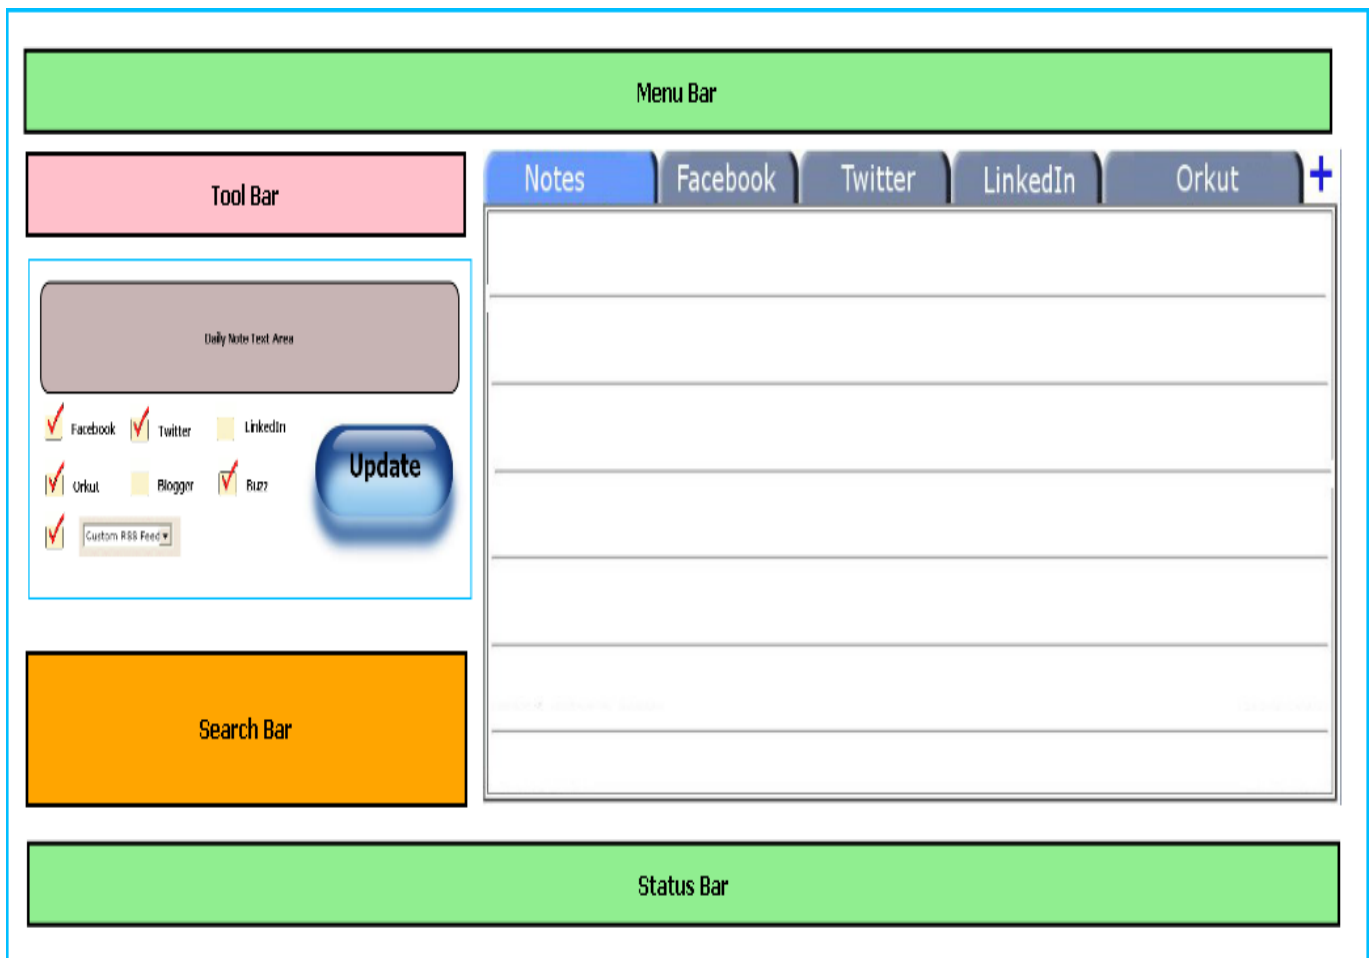 Menu Bar
Tool Bar
Notes Facebook Twitter LinkedIn Orkut +
Daily Note Text Area
Facebook Twitter LinkedIn
Orkut Blogger Buzz
Custom RSS Feed
Update
Search Bar
Status Bar